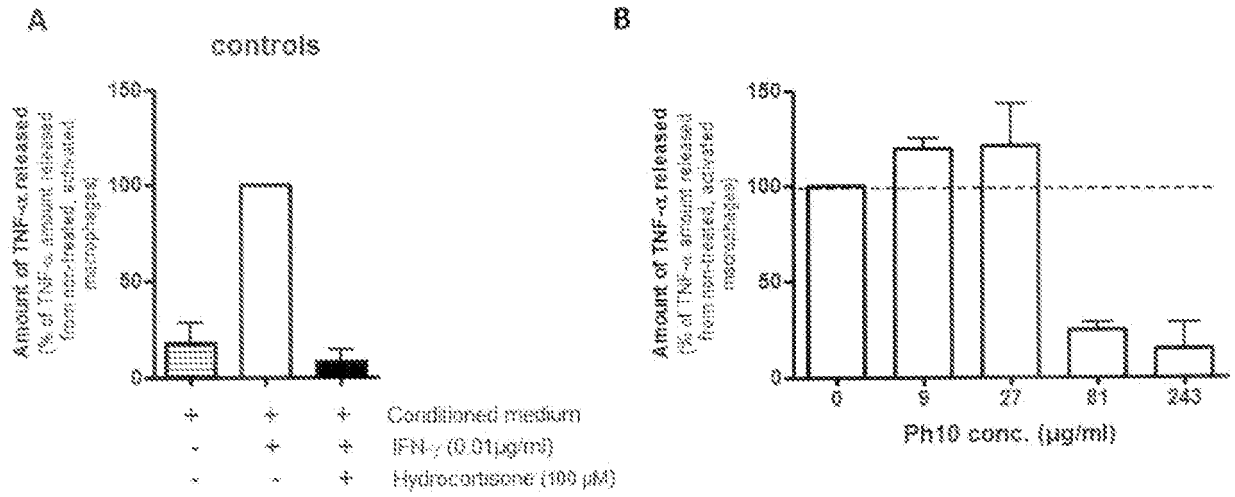 A
controls
Amount of TNF-α released
(% of TNF-α amount released
from non-treated, activated
macrophages)
150
100
50
0
+ + + Conditioned medium
- + + IFN-γ (0.01µg/ml)
- - + Hydrocortisone (100 µM)
B
Amount of TNF-α released
(% of TNF-α amount released
from non-treated, activated
macrophages)
150
100
50
0
0 9 27 81 243
Ph10 conc. (µg/ml)